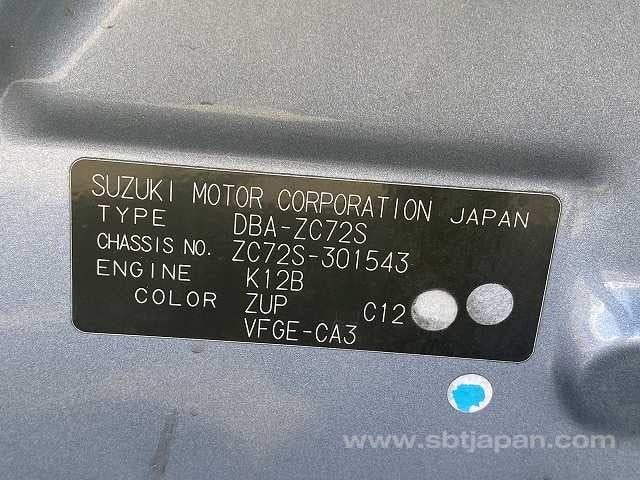 SUZUKI MOTOR CORPORATION JAPAN
TYPE DBA-ZC72S
CHASSIS NO. ZC72S-301543
ENGINE K12B
COLOR ZUP C12
VFGE-CA3
www.sbtjapan.com